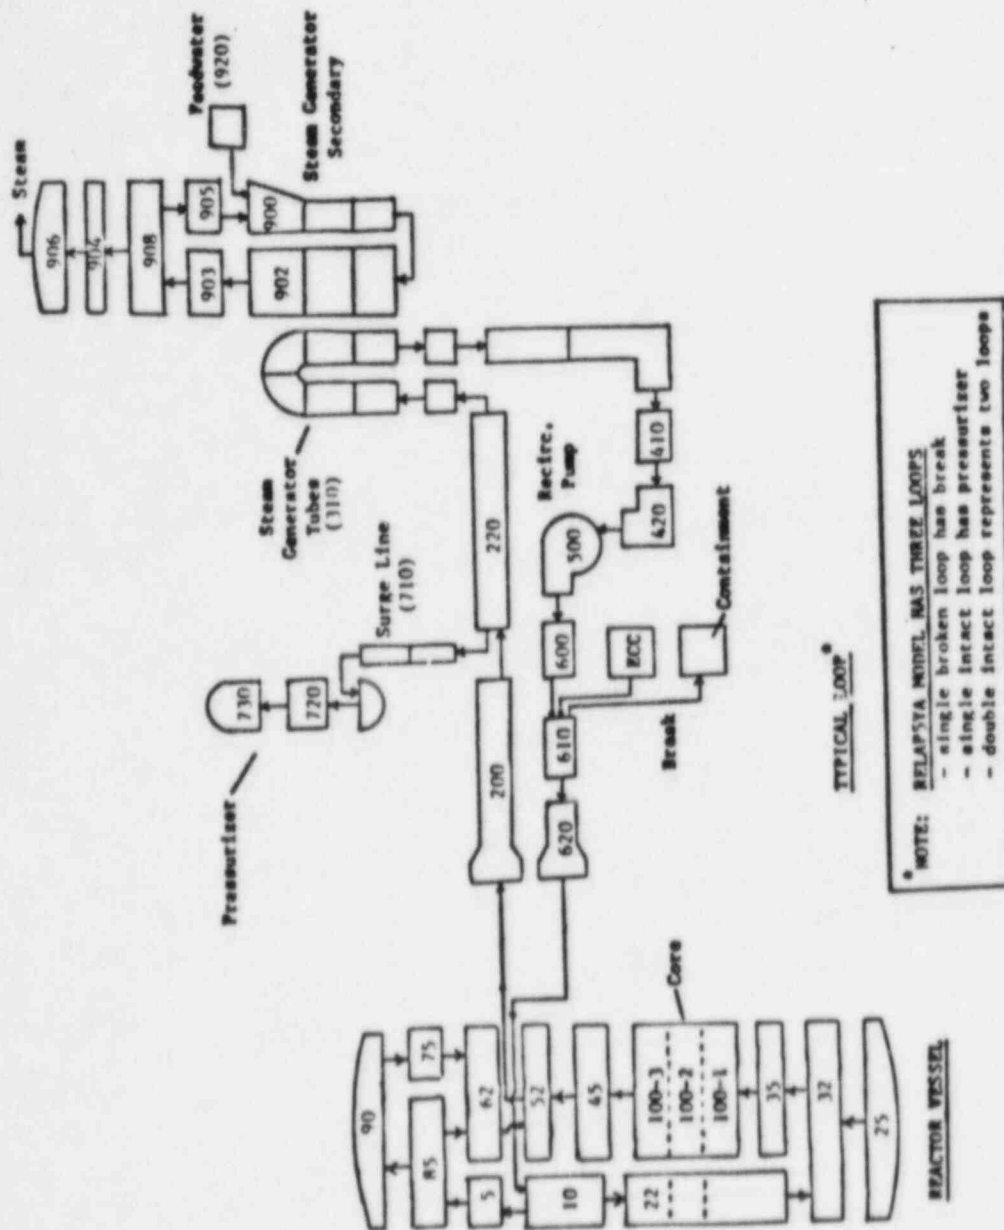 Steam
906
904
908
903
905
Feedwater
(920)
900
902
Steam Generator
Secondary
Steam
Generator
Tubes
(310)
Pressurizer
730
720
Surge Line
(710)
200
220
Recirc.
Pump
500
410
420
600
610
620
ECC
Break
Containment
90
85
75
5
62
10
52
45
22
Core
100-3
100-2
100-1
35
32
25
REACTOR VESSEL
TYPICAL LOOP*
*NOTE: RELAP5YA MODEL HAS THREE LOOPS
- single broken loop has break
- single intact loop has pressurizer
- double intact loop represents two loops